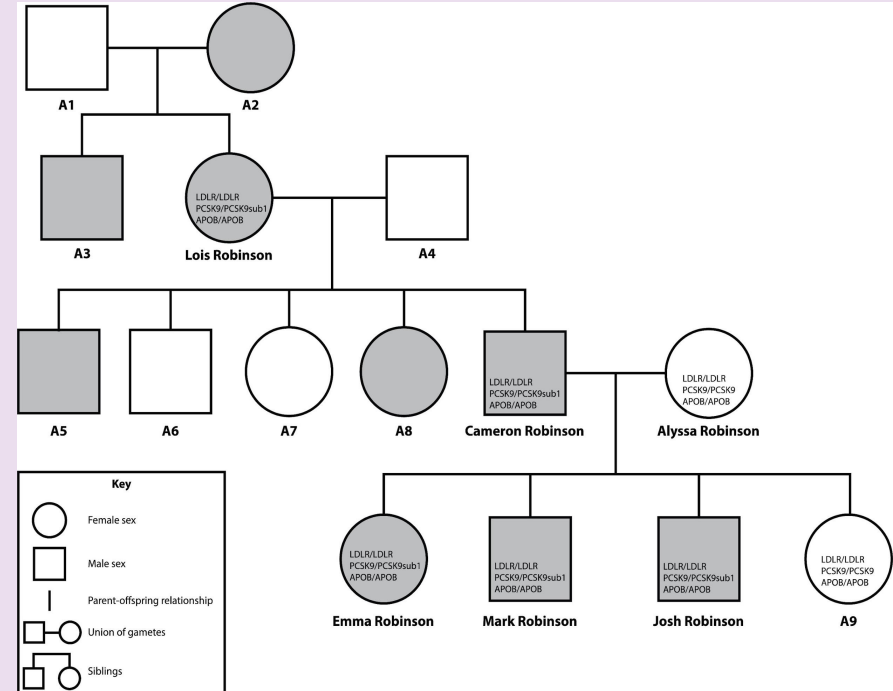 A1
A2
LDLR/LDLR
PCSK9/PCSK9sub1
APOB/APOB
A3
Lois Robinson
A4
LDLR/LDLR
PCSK9/PCSK9sub1
APOB/APOB
LDLR/LDLR
PCSK9/PCSK9
APOB/APOB
A5
A6
A7
A8
Cameron Robinson
Alyssa Robinson
Key
Female sex
Male sex
Parent-offspring relationship
Union of gametes
Siblings
LDLR/LDLR
PCSK9/PCSK9sub1
APOB/APOB
LDLR/LDLR
PCSK9/PCSK9sub1
APOB/APOB
LDLR/LDLR
PCSK9/PCSK9sub1
APOB/APOB
LDLR/LDLR
PCSK9/PCSK9
APOB/APOB
Emma Robinson
Mark Robinson
Josh Robinson
A9